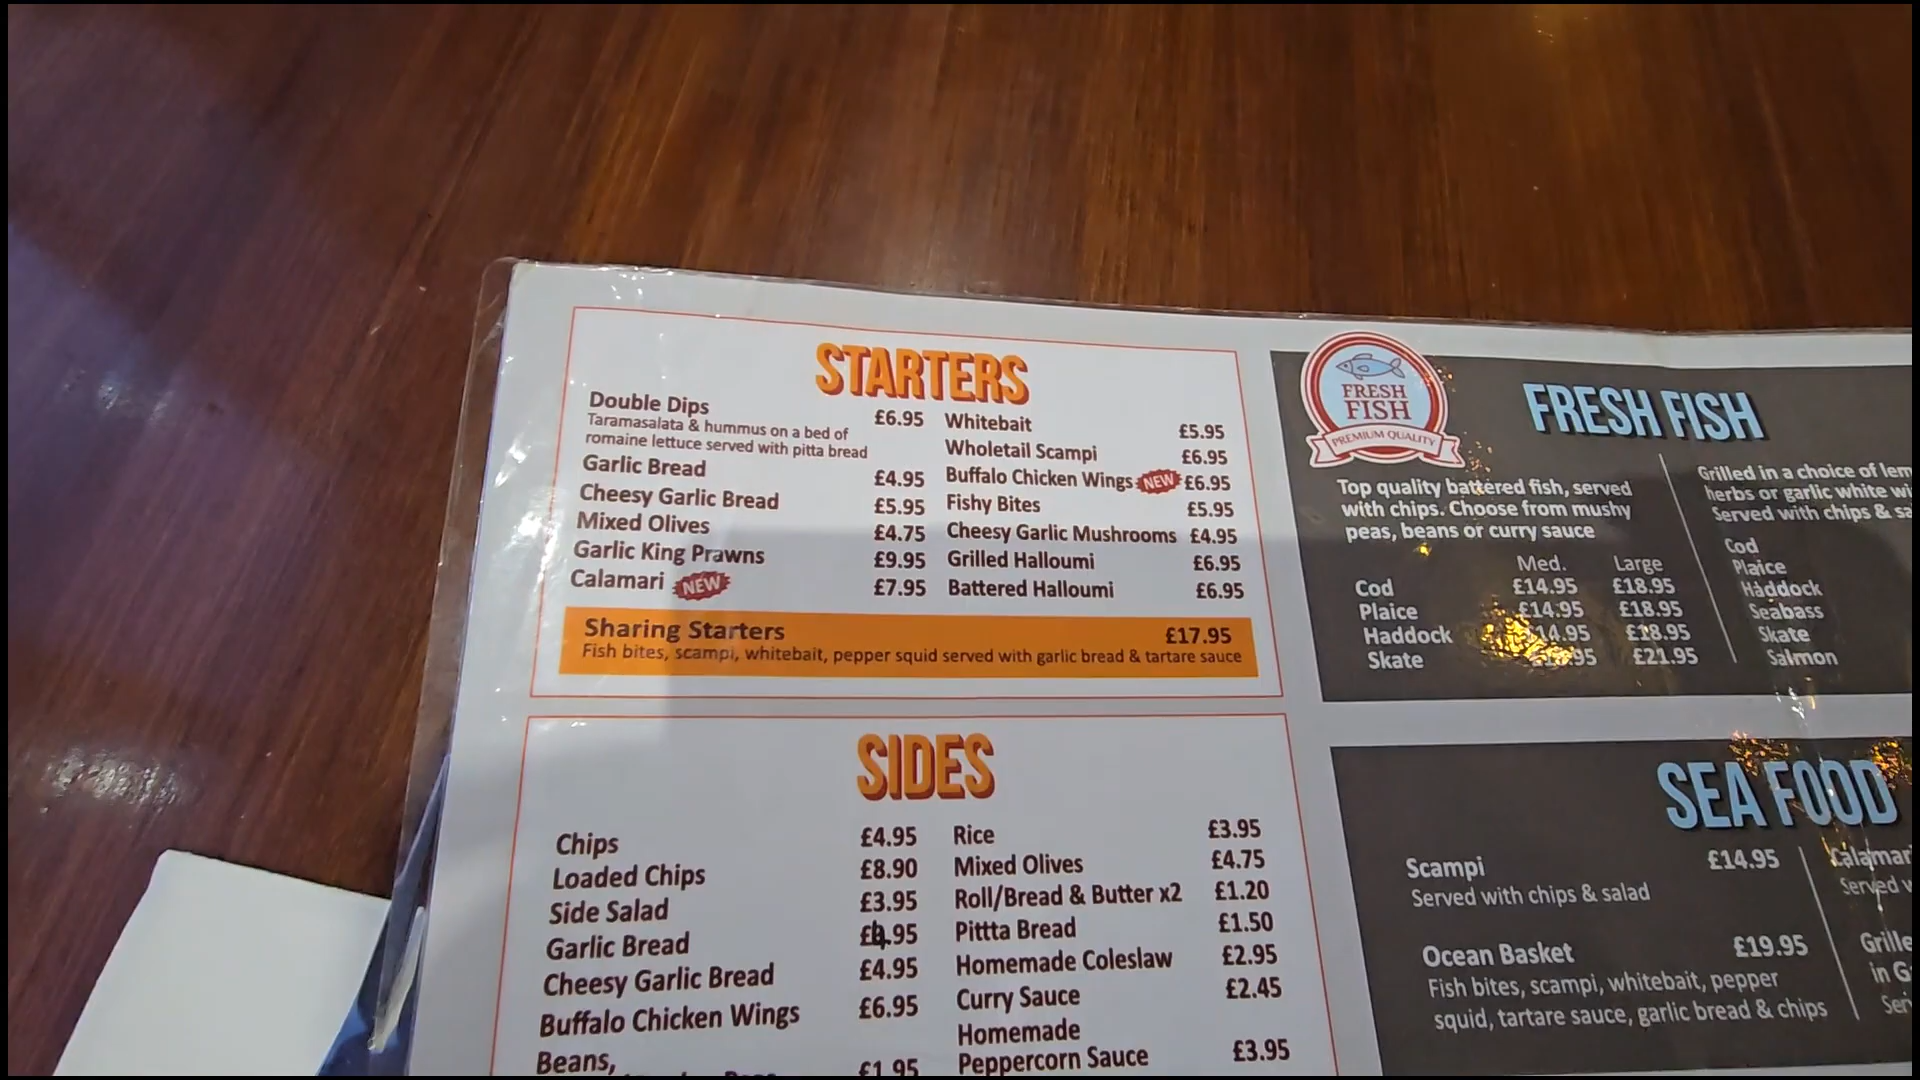 STARTERS
Double Dips £6.95
Taramasalata & hummus on a bed of
romaine lettuce served with pitta bread
Garlic Bread £4.95
Cheesy Garlic Bread £5.95
Mixed Olives £4.75
Garlic King Prawns £9.95
Calamari NEW £7.95
Whitebait £5.95
Wholetail Scampi £6.95
Buffalo Chicken Wings NEW £6.95
Fishy Bites £5.95
Cheesy Garlic Mushrooms £4.95
Grilled Halloumi £6.95
Battered Halloumi £6.95
Sharing Starters £17.95
Fish bites, scampi, whitebait, pepper squid served with garlic bread & tartare sauce
SIDES
Chips £4.95
Loaded Chips £8.90
Side Salad £3.95
Garlic Bread £4.95
Cheesy Garlic Bread £4.95
Buffalo Chicken Wings £6.95
Beans,
£1.95
Rice £3.95
Mixed Olives £4.75
Roll/Bread & Butter x2 £1.20
Pittta Bread £1.50
Homemade Coleslaw £2.95
Curry Sauce £2.45
Homemade
Peppercorn Sauce £3.95
FRESH
FISH
PREMIUM QUALITY
FRESH FISH
Top quality battered fish, served
with chips. Choose from mushy
peas, beans or curry sauce
Med. Large
Cod £14.95 £18.95
Plaice £14.95 £18.95
Haddock 14.95 £18.95
Skate £21.95
Grilled in a choice of
herbs or garlic white
Served with chips &
Cod
Plaice
Haddock
Seabass
Skate
Salmon
SEA FOOD
Scampi £14.95
Served with chips & salad
Ocean Basket £19.95
Fish bites, scampi, whitebait, pepper
squid, tartare sauce, garlic bread & chips
Calamar
Served
Grille
in